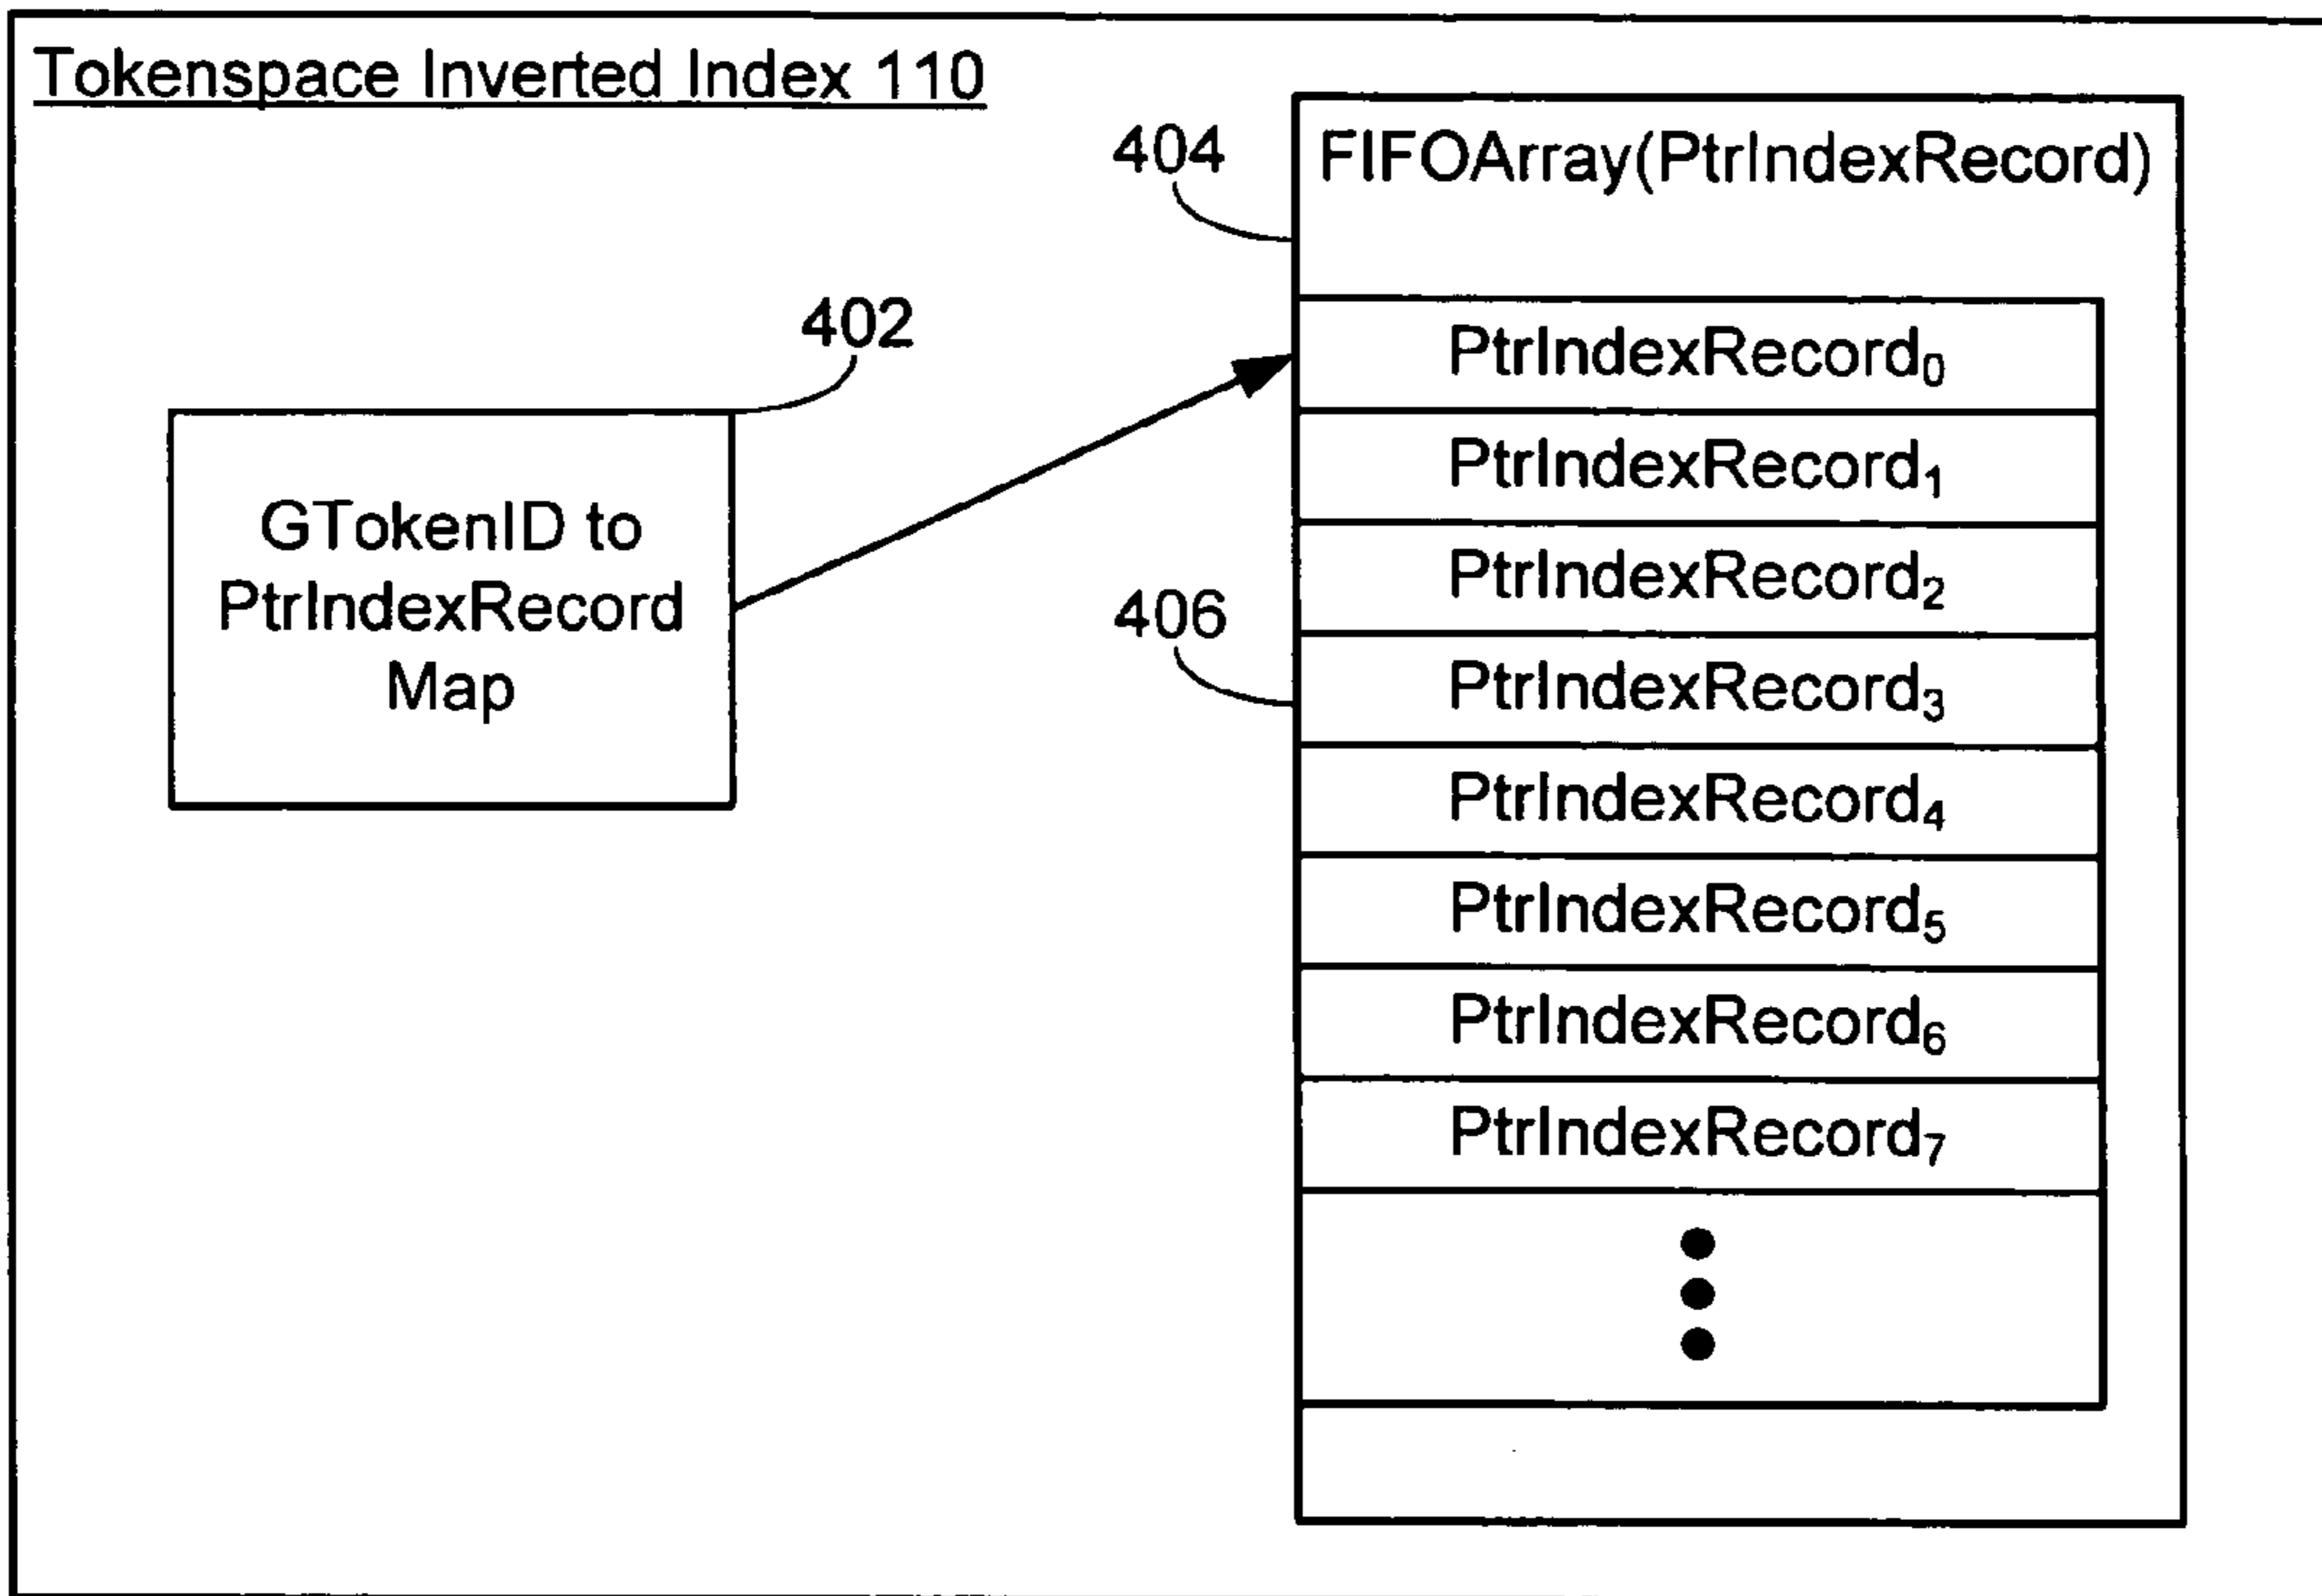 Tokenspace Inverted Index 110
404
FIFOArray(PtrIndexRecord)
402
GTokenID to
PtrIndexRecord
Map
406
PtrIndexRecord₀
PtrIndexRecord₁
PtrIndexRecord₂
PtrIndexRecord₃
PtrIndexRecord₄
PtrIndexRecord₅
PtrIndexRecord₆
PtrIndexRecord₇